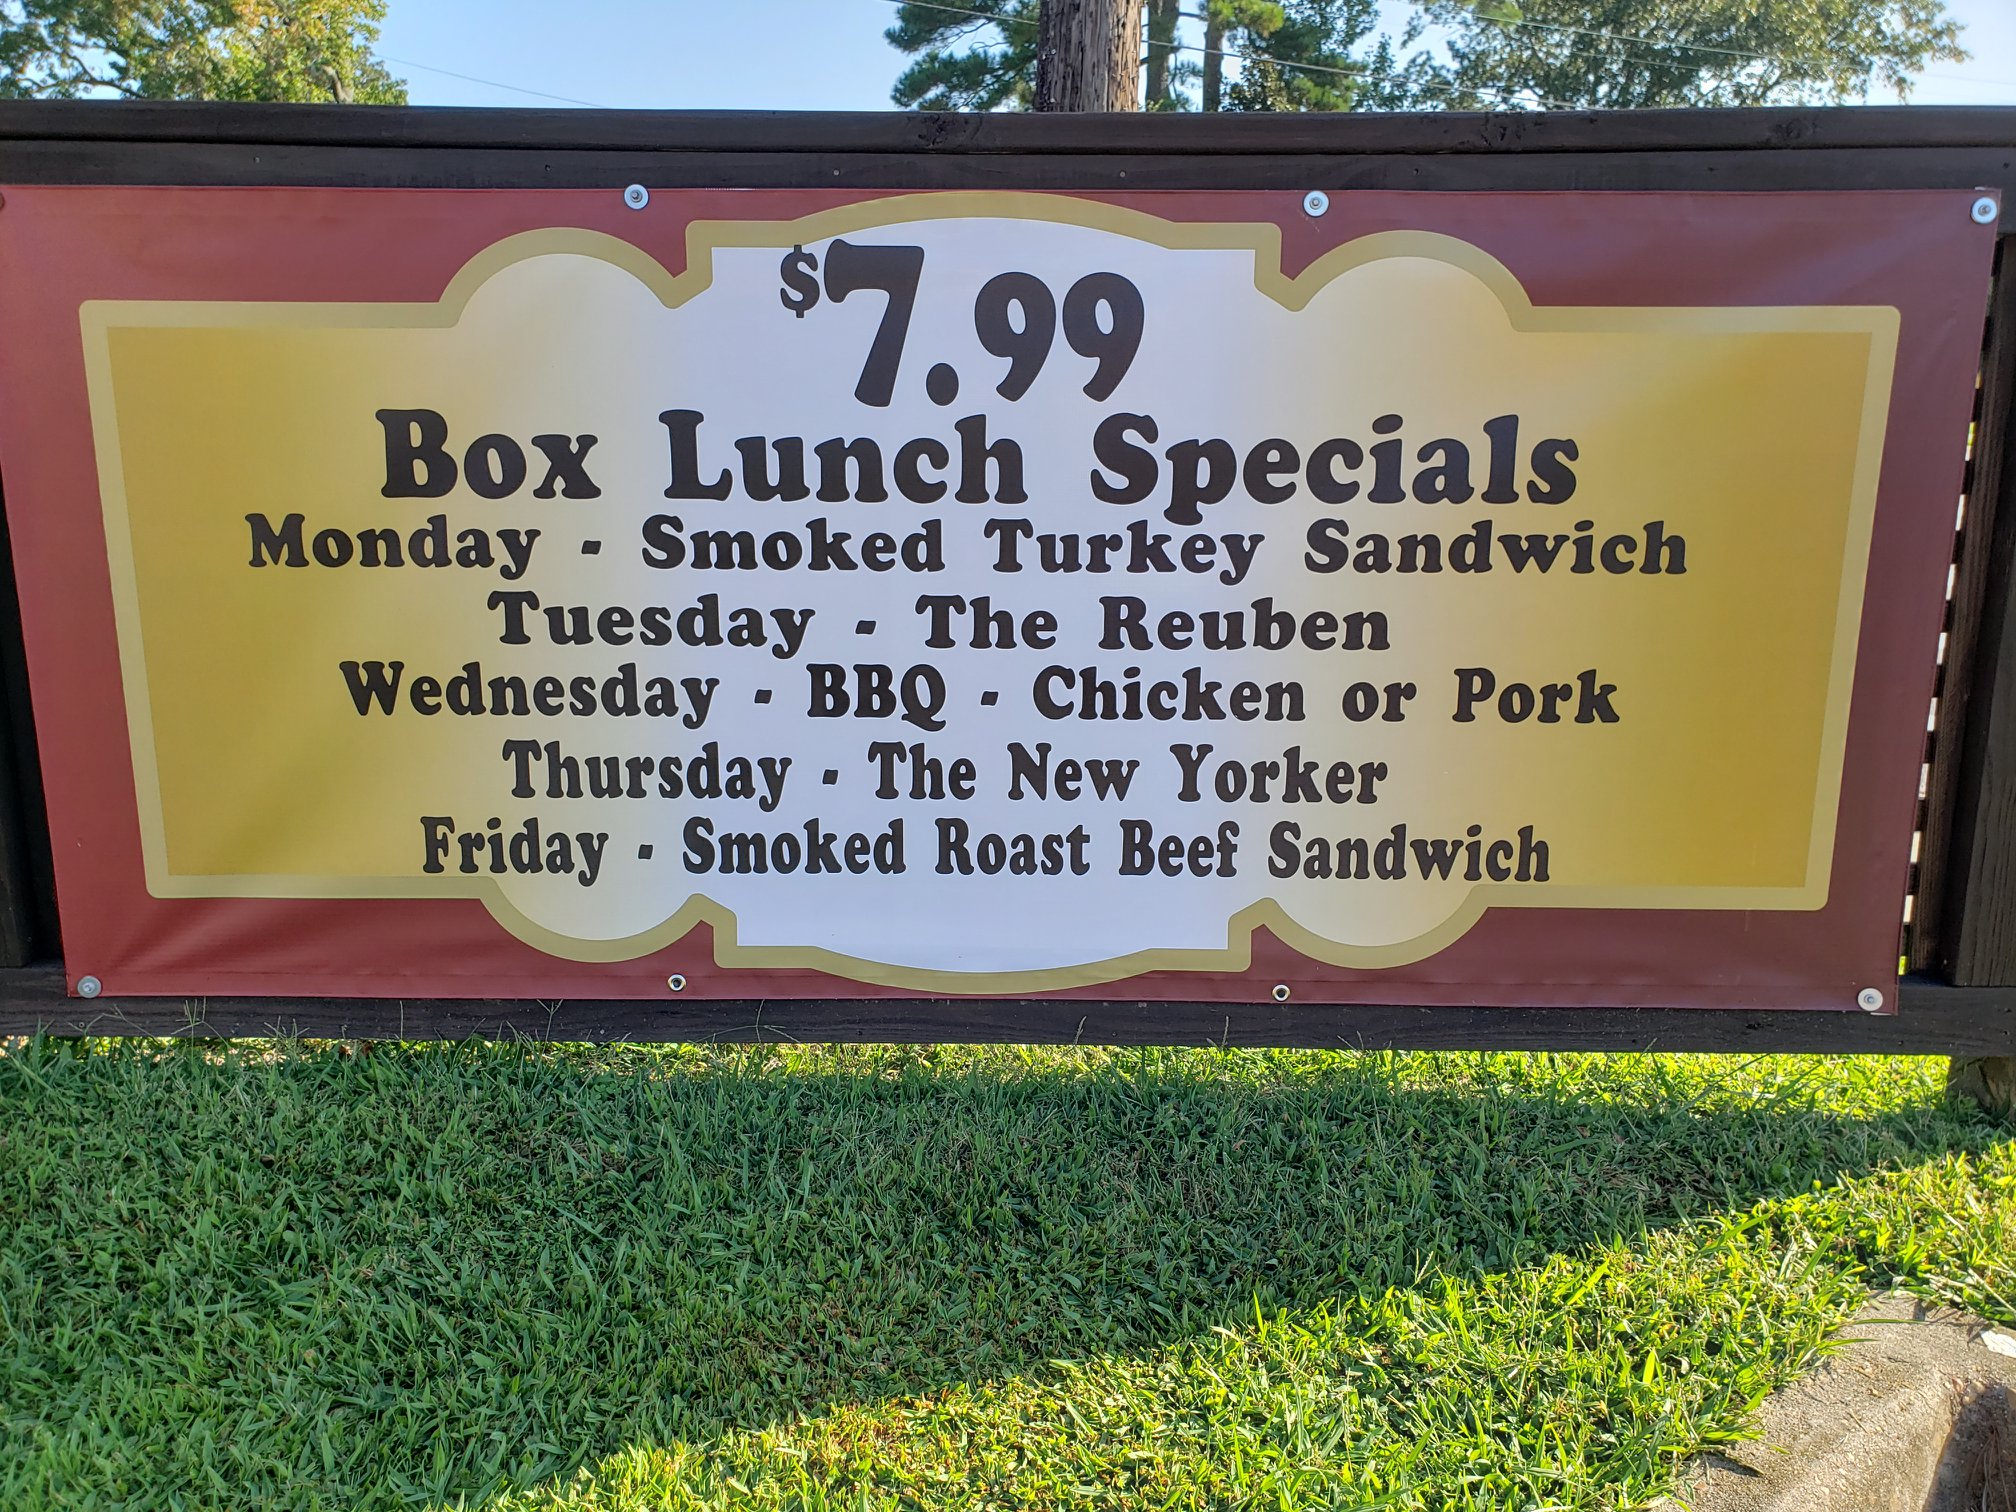 $7.99
Box Lunch Specials
Monday - Smoked Turkey Sandwich
Tuesday - The Reuben
Wednesday - BBQ - Chicken or Pork
Thursday - The New Yorker
Friday - Smoked Roast Beef Sandwich